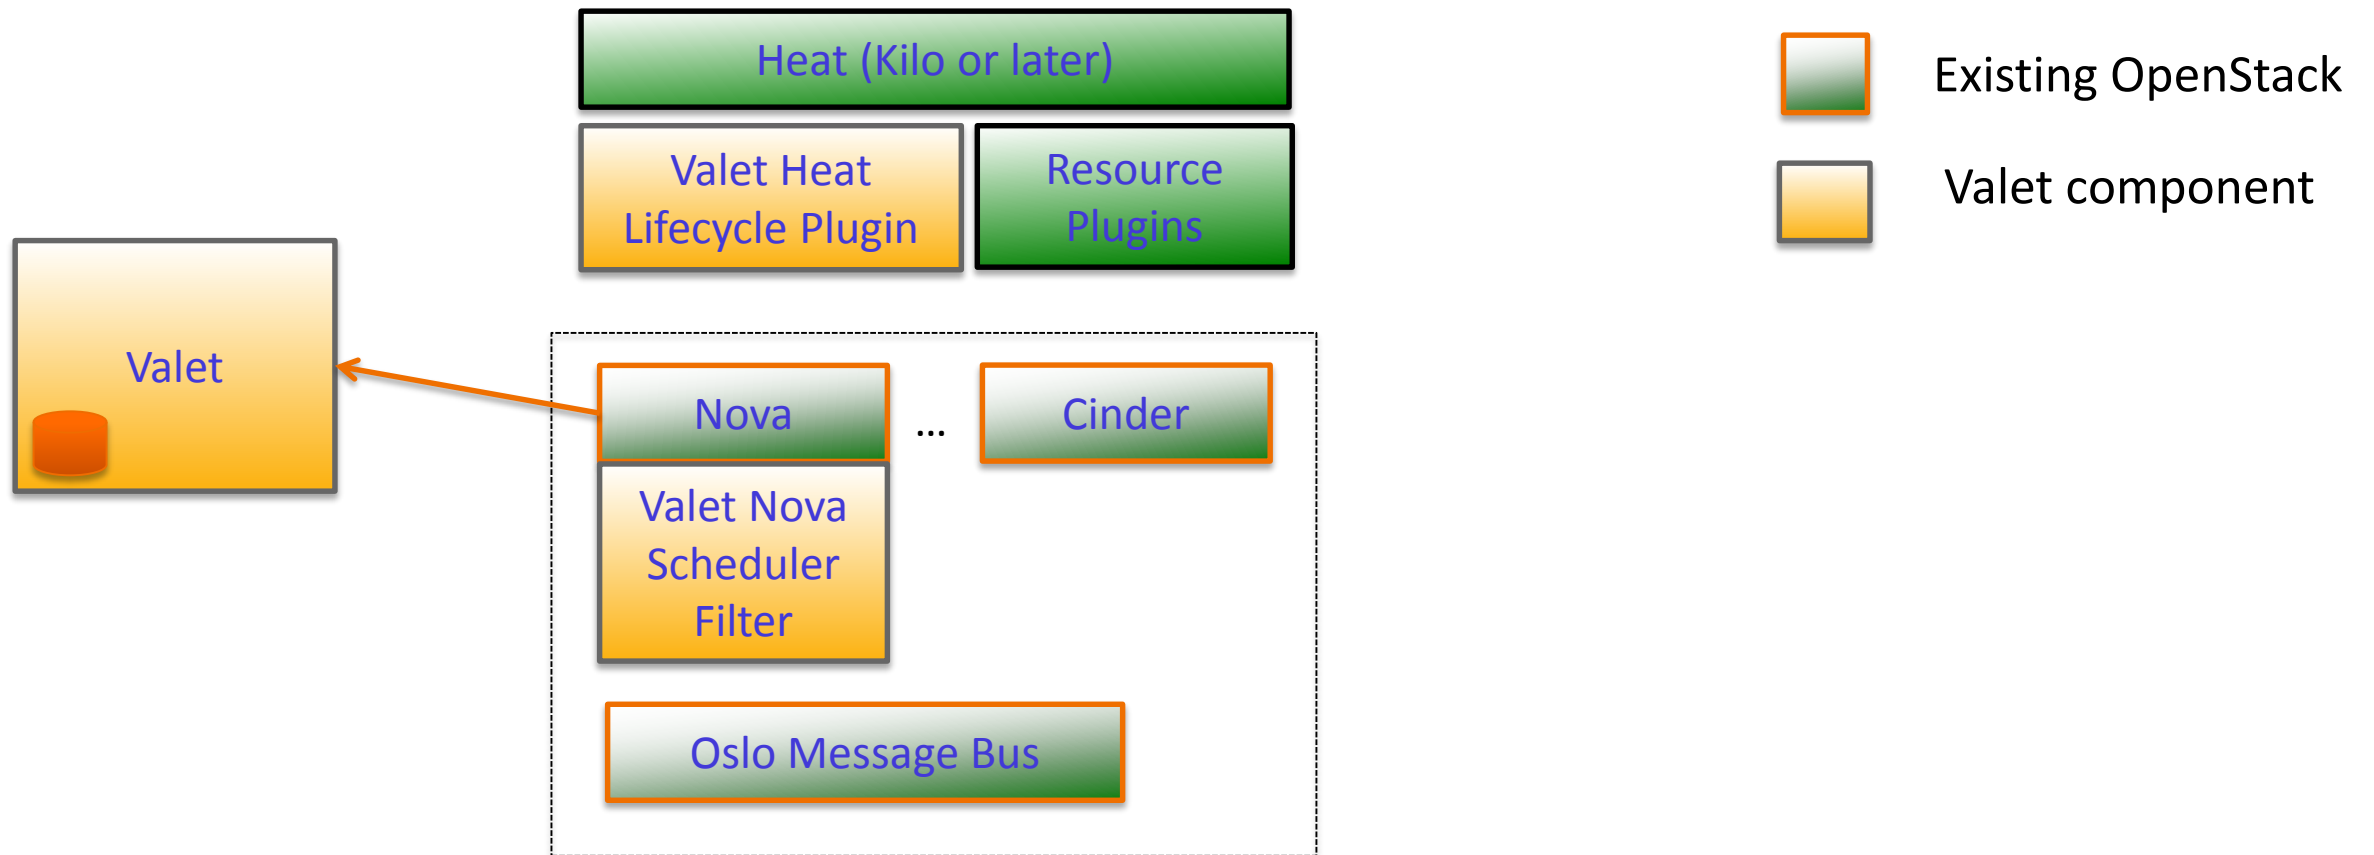 Heat (Kilo or later)
Existing OpenStack
Valet Heat
Lifecycle Plugin
Resource
Plugins
Valet component
Valet
Nova
...
Cinder
Valet Nova
Scheduler
Filter
Oslo Message Bus